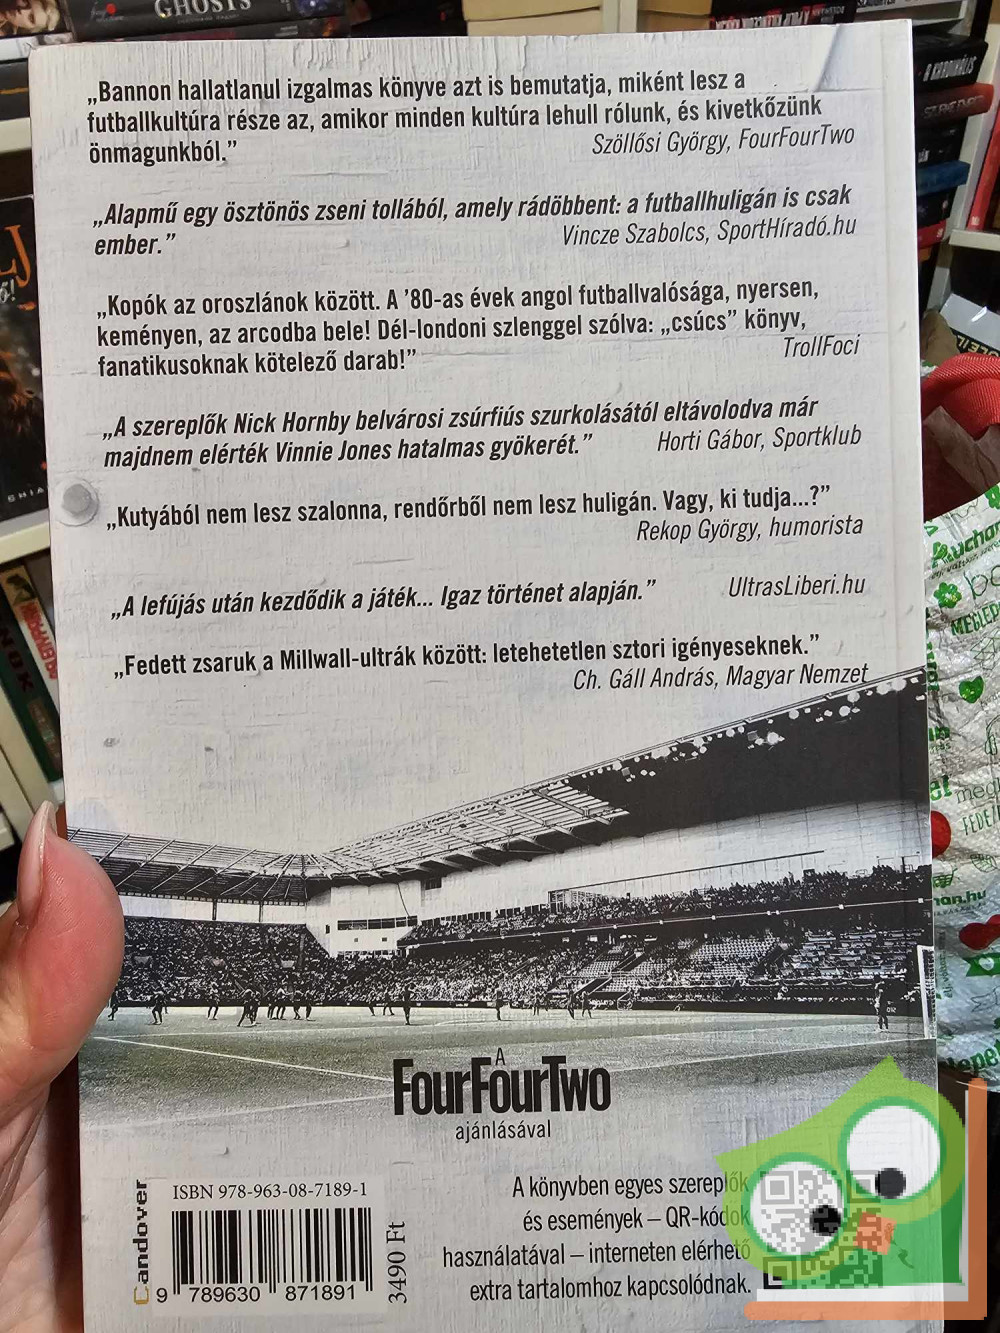 GHOSTS
„Bannon hallatlanul izgalmas könyve azt is bemutatja, miként lesz a
futballkultúra része az, amikor minden kultúra lehull rólunk, és kivetkőzünk
önmagunkból.”
Szöllősi György, FourFourTwo
„Alapmű egy ösztönös zseni tollából, amely rádöbbent: a futballhuligán is csak
ember.”
Vincze Szabolcs, SportHíradó.hu
„Kopók az oroszlánok között. A ’80-as évek angol futballvalósága, nyersen,
keményen, az arcodba bele! Dél-londoni szlenggel szólva: „csúcs” könyv,
fanatikusoknak kötelező darab!”
TrollFoci
„A szereplők Nick Hornby belvárosi zsúrfiús szurkolásától eltávolodva már
majdnem elérték Vinnie Jones hatalmas gyökerét.”
Horti Gábor, Sportklub
„Kutyából nem lesz szalonna, rendőrből nem lesz huligán. Vagy, ki tudja...?”
Rekop György, humorista
„A lefújás után kezdődik a játék... Igaz történet alapján.”
UltrasLiberi.hu
„Fedett zsaruk a Millwall-ultrák között: letehetetlen sztori igényeseknek.”
Ch. Gáll András, Magyar Nemzet
A
FourFourTwo
ajánlásával
Candover
ISBN 978-963-08-7189-1
9 789630 871891
3490 Ft
A könyvben egyes szereplők
és események – QR-kódok
használatával – interneten elérhető
extra tartalomhoz kapcsolódnak.
A KARDINÁLIS
Auchan